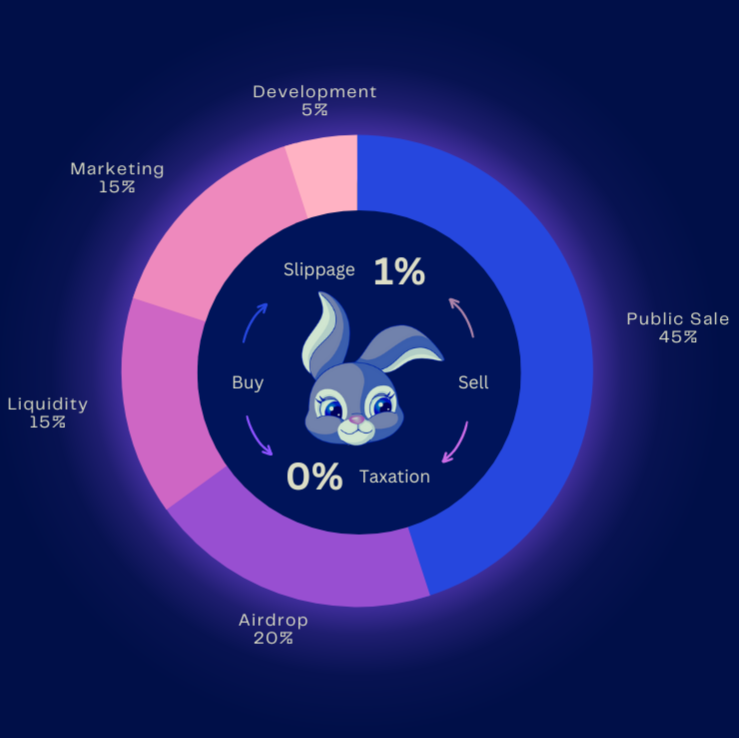 Development
5%
Marketing
15%
Slippage 1%
Public Sale
45%
Buy
Sell
Liquidity
15%
0% Taxation
Airdrop
20%